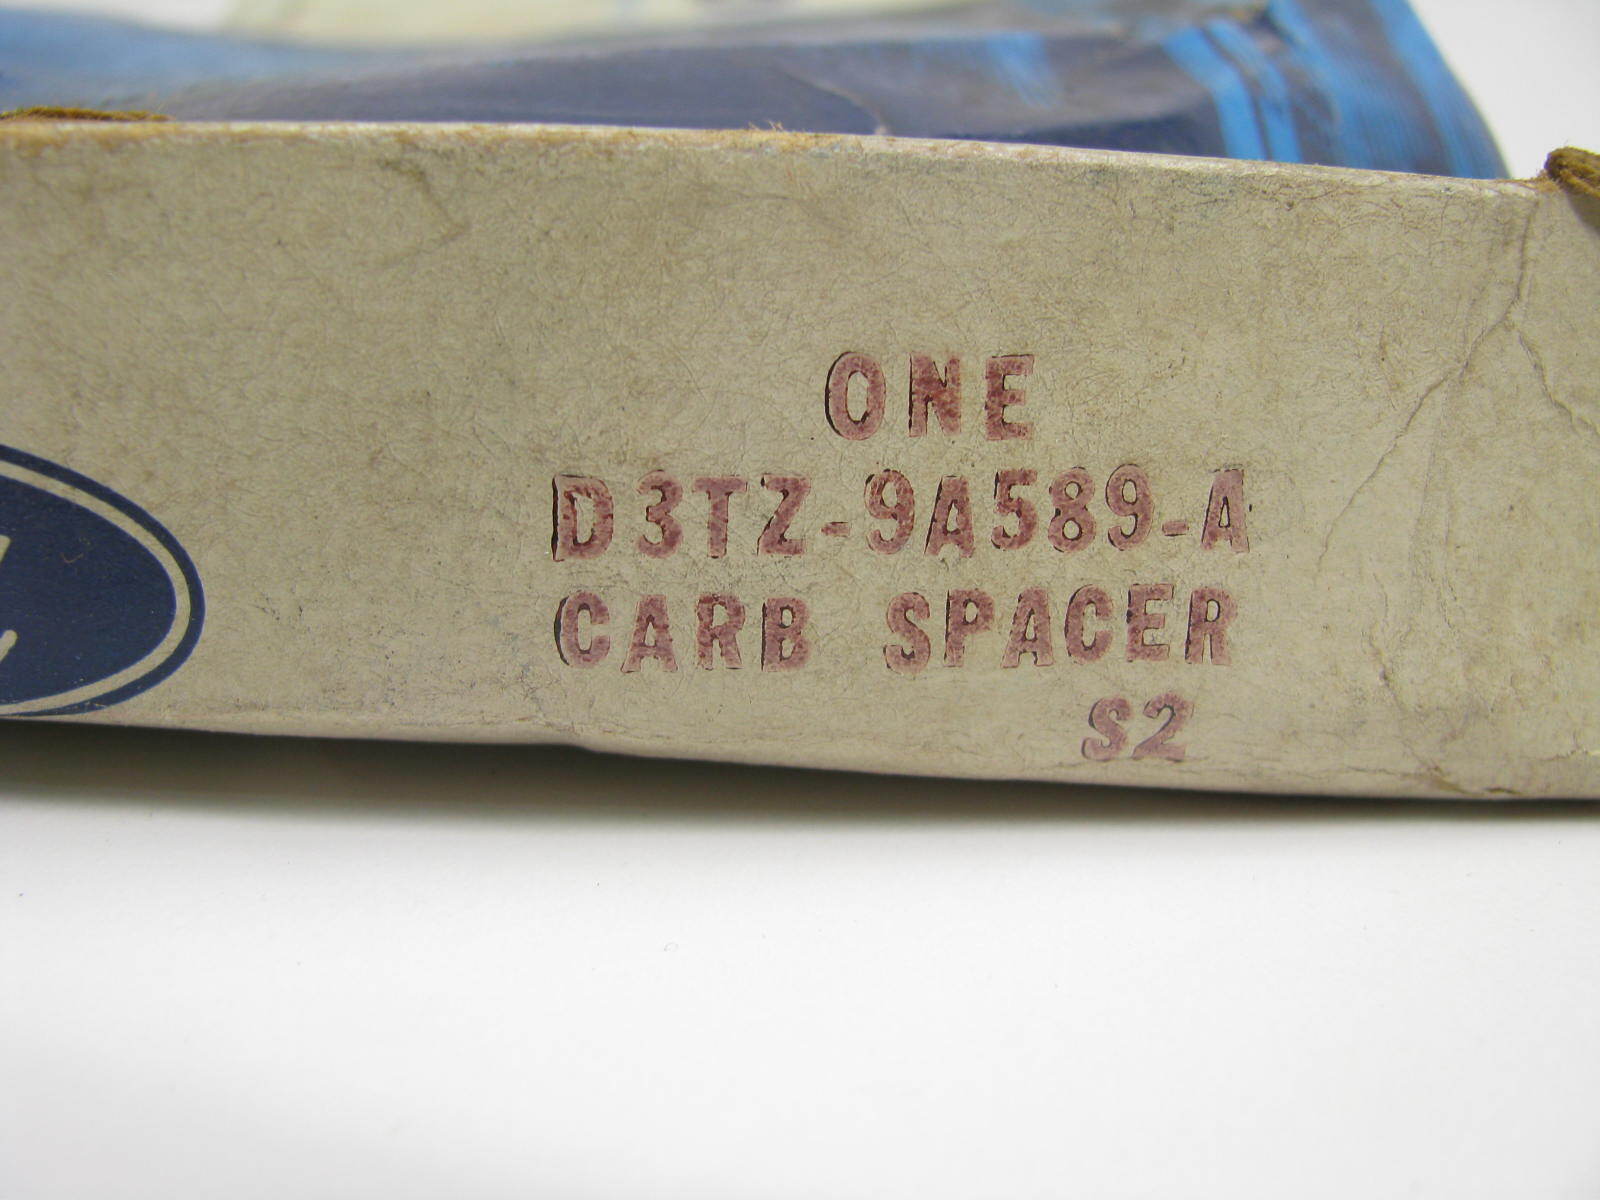 ONE
D3TZ-9A589-A
CARB SPACER
S2